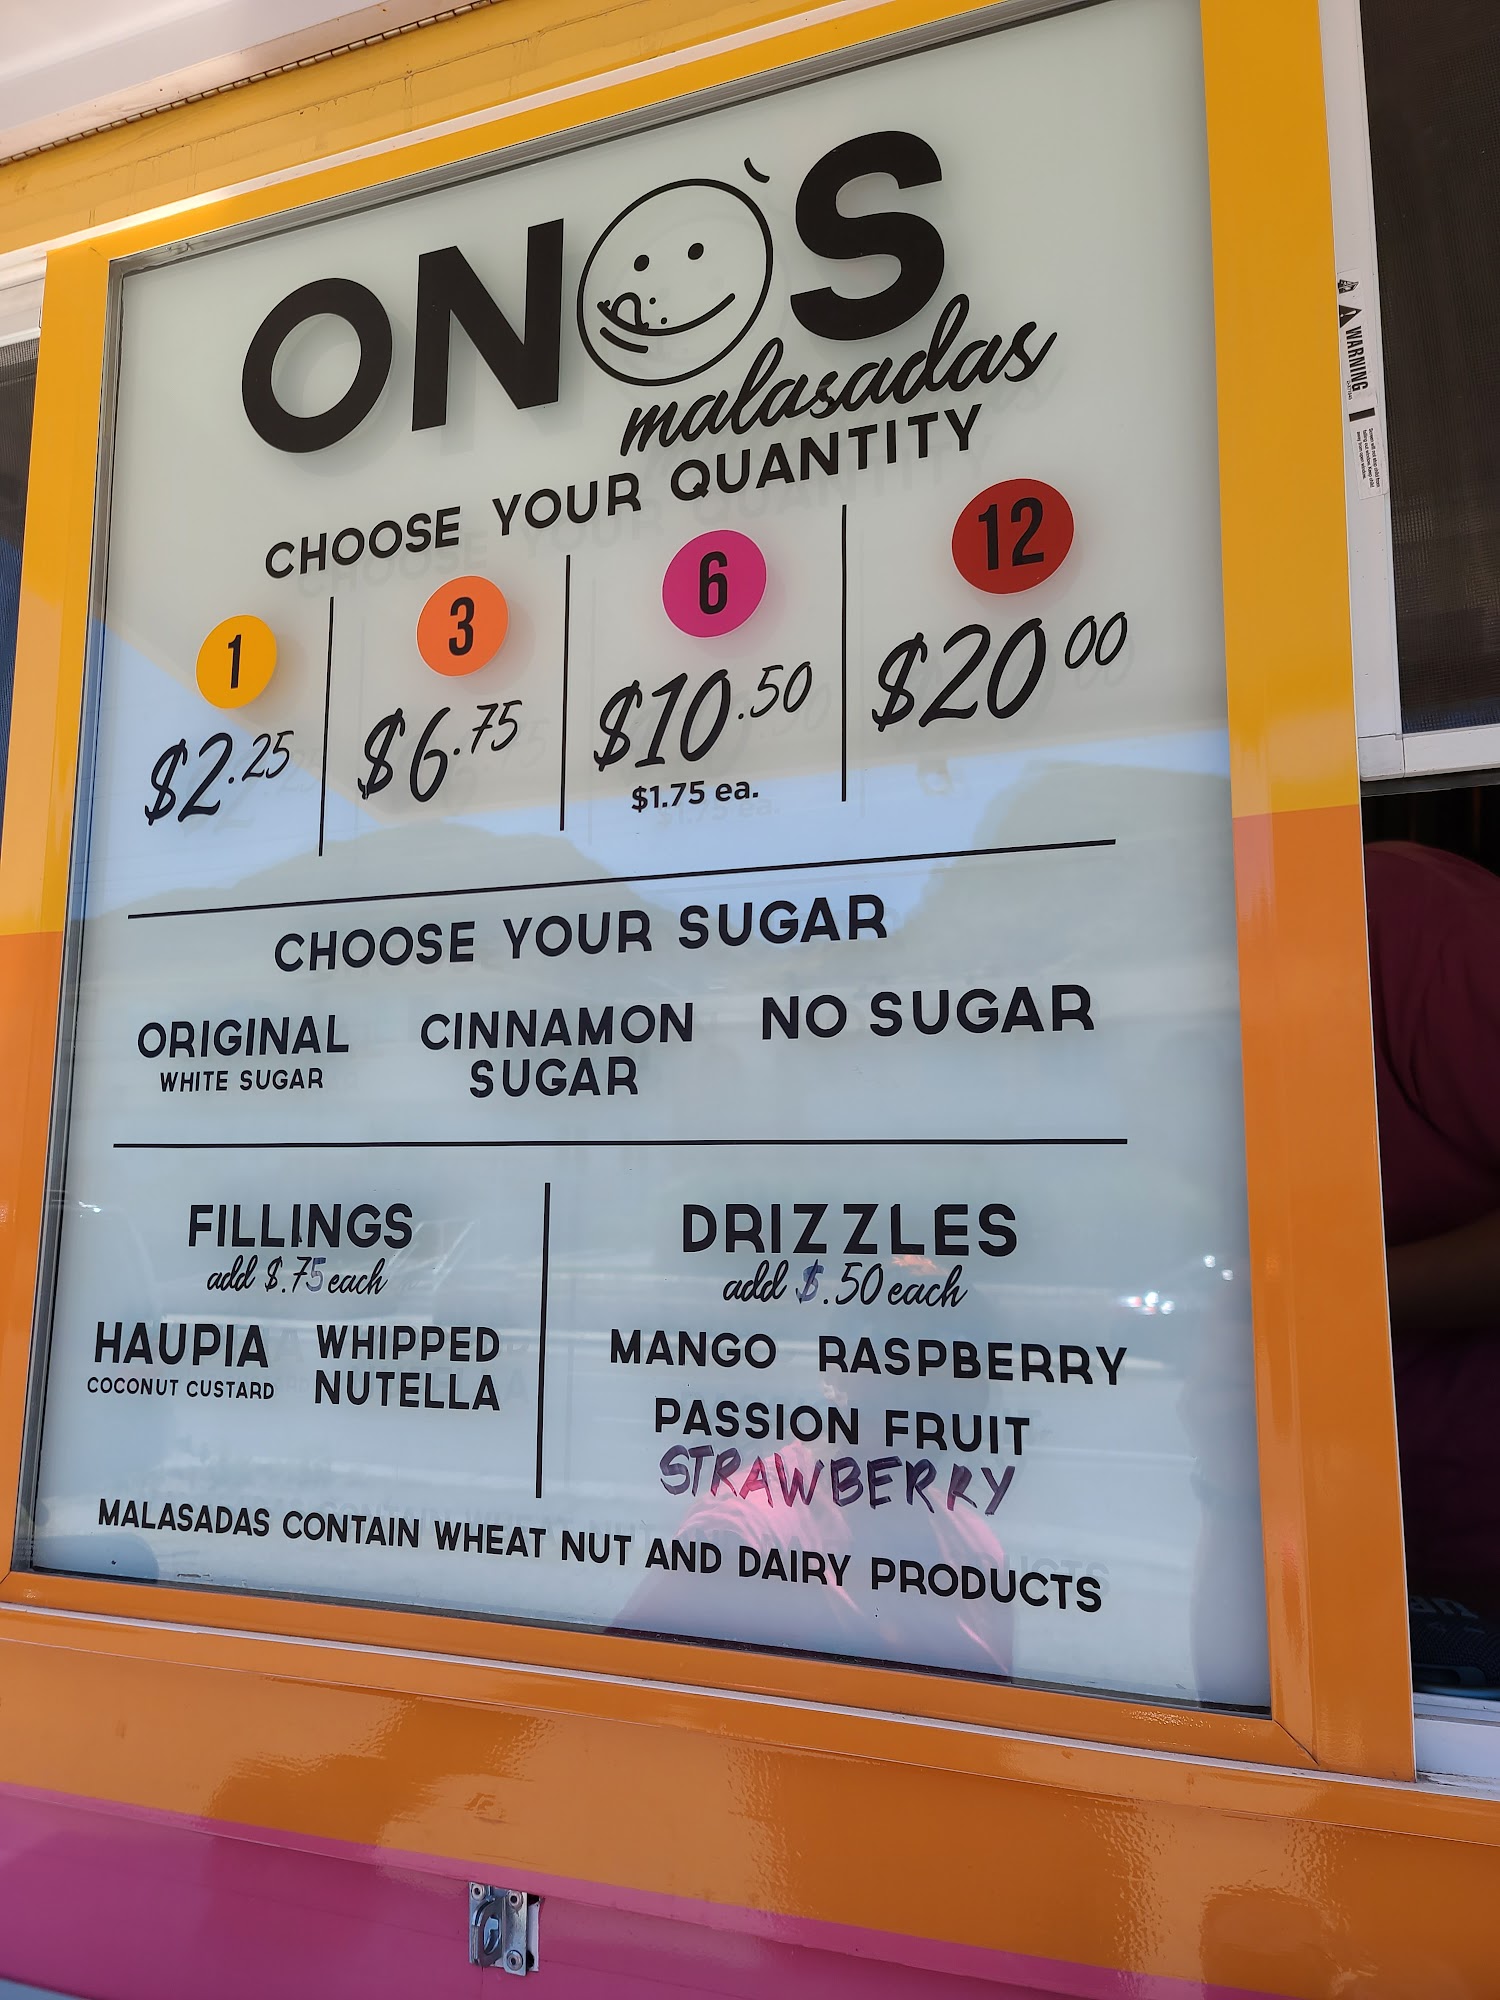 ONO'S
malasadas
CHOOSE YOUR QUANTITY
1 3 6 12
$2.25 $6.75 $10.50 $20 00
$1.75 ea.
CHOOSE YOUR SUGAR
ORIGINAL CINNAMON NO SUGAR
WHITE SUGAR SUGAR
FILLINGS
add $.75 each
HAUPIA WHIPPED
COCONUT CUSTARD NUTELLA
DRIZZLES
add $.50 each
MANGO RASPBERRY
PASSION FRUIT
STRAWBERRY
MALASADAS CONTAIN WHEAT NUT AND DAIRY PRODUCTS
WARNING